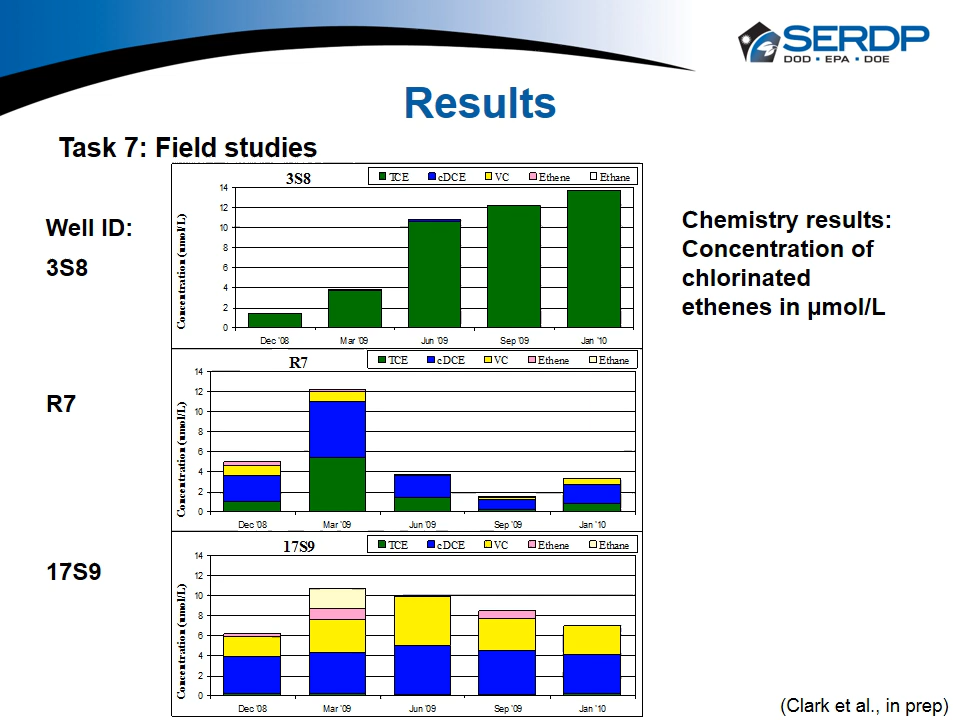 SERDP
DOD • EPA • DOE
Results
Task 7: Field studies
Well ID:
3S8
R7
17S9
3S8
TCE cDCE VC Ethene Ethane
Concentration (umol/L)
14
12
10
8
6
4
2
0
Dec '08 Mar '09 Jun '09 Sep '09 Jan '10
R7
TCE cDCE VC Ethene Ethane
Concentration (umol/L)
14
12
10
8
6
4
2
0
Dec '08 Mar '09 Jun '09 Sep '09 Jan '10
17S9
TCE cDCE VC Ethene Ethane
Concentration (umol/L)
14
12
10
8
6
4
2
0
Dec '08 Mar '09 Jun '09 Sep '09 Jan '10
Chemistry results:
Concentration of
chlorinated
ethenes in µmol/L
(Clark et al., in prep)